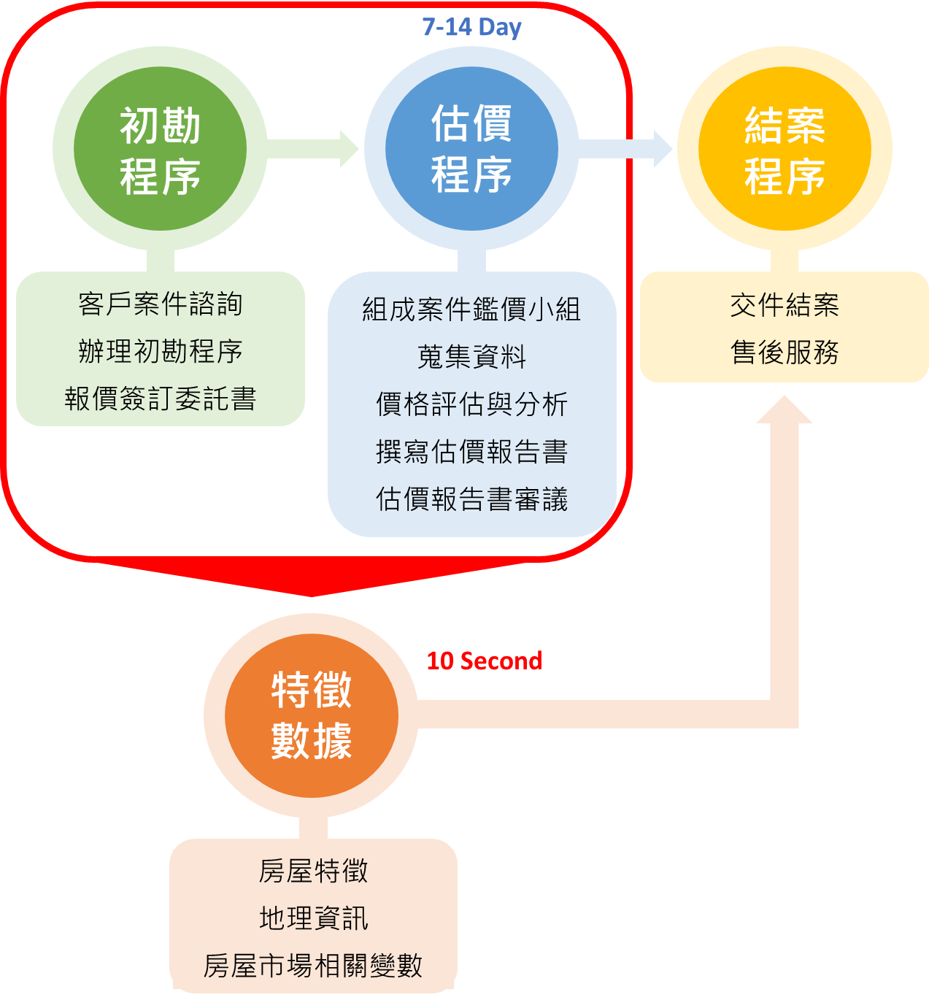 7-14 Day
初勘
程序
估價
程序
結案
程序
客戶案件諮詢
辦理初勘程序
報價簽訂委託書
組成案件鑑價小組
蒐集資料
價格評估與分析
撰寫估價報告書
估價報告書審議
交件結案
售後服務
10 Second
特徵
數據
房屋特徵
地理資訊
房屋市場相關變數